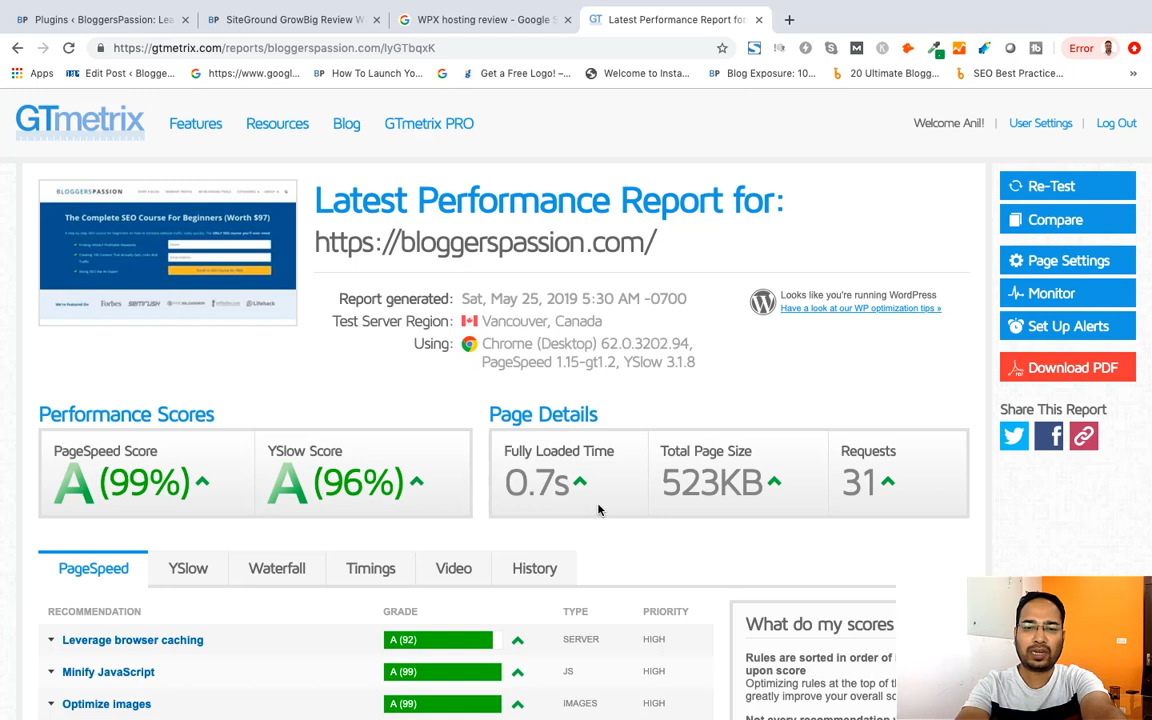 Plugins ‹ BloggersPassion: Lea
SiteGround GrowBig Review W
WPX hosting review - Google S
Latest Performance Report for:
https://gtmetrix.com/reports/bloggerspassion.com/lyGTbqxK
Error
Apps
Edit Post ‹ Blogge...
https://www.googl...
How To Launch Yo...
Get a Free Logo! –...
Welcome to Insta...
Blog Exposure: 10...
20 Ultimate Blogg...
SEO Best Practice...
GTmetrix
Features
Resources
Blog
GTmetrix PRO
Welcome Anil!
User Settings
Log Out
BLOGGERSPASSION
The Complete SEO Course For Beginners (Worth $97)
Forbes
semrush
Lifehack
Latest Performance Report for:
https://bloggerspassion.com/
Report generated: Sat, May 25, 2019 5:30 AM -0700
Test Server Region: Vancouver, Canada
Using: Chrome (Desktop) 62.0.3202.94,
PageSpeed 1.15-gt1.2, YSlow 3.1.8
Looks like you're running WordPress
Have a look at our WP optimization tips »
Re-Test
Compare
Page Settings
Monitor
Set Up Alerts
Download PDF
Share This Report
Performance Scores
PageSpeed Score
A (99%)
YSlow Score
A (96%)
Page Details
Fully Loaded Time
0.7s
Total Page Size
523KB
Requests
31
PageSpeed
YSlow
Waterfall
Timings
Video
History
RECOMMENDATION GRADE TYPE PRIORITY
Leverage browser caching A (92) SERVER HIGH
Minify JavaScript A (99) JS HIGH
Optimize images A (99) IMAGES HIGH
What do my scores
Rules are sorted in order of
upon score
Optimizing rules at the top of t
greatly improve your overall sc
Not every recommendation